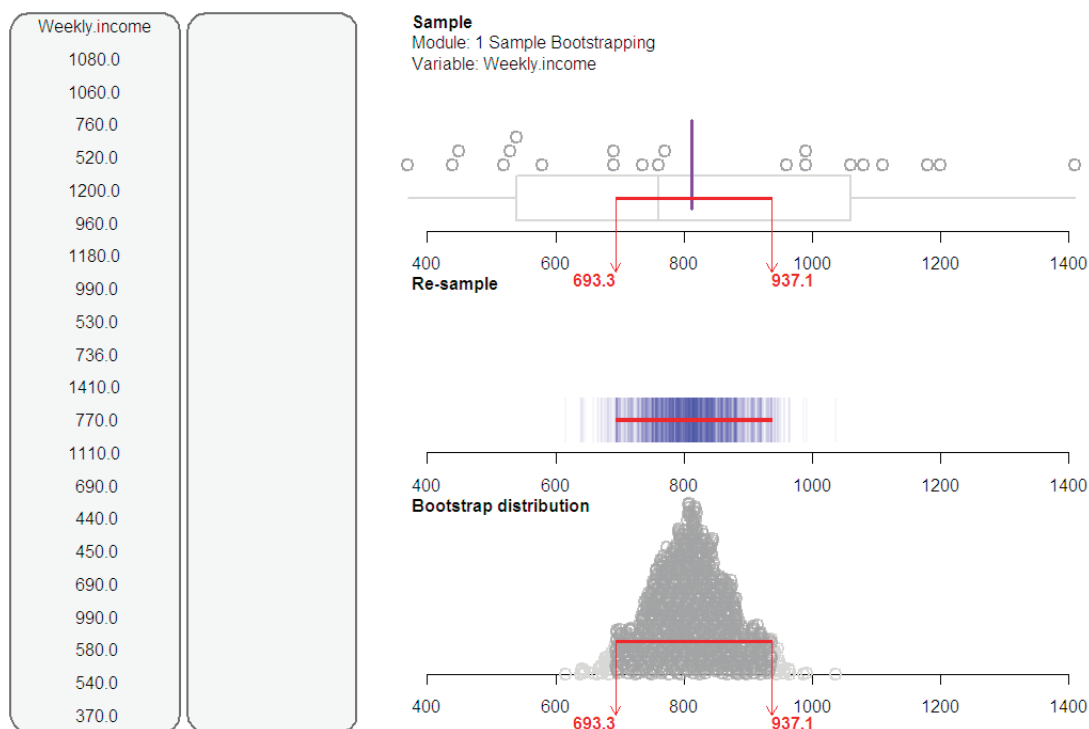 Weekly.income
1080.0
1060.0
760.0
520.0
1200.0
960.0
1180.0
990.0
530.0
736.0
1410.0
770.0
1110.0
690.0
440.0
450.0
690.0
990.0
580.0
540.0
370.0
Sample
Module: 1 Sample Bootstrapping
Variable: Weekly.income
400 600 800 1000 1200 1400
693.3 937.1
Re-sample
400 600 800 1000 1200 1400
Bootstrap distribution
400 600 800 1000 1200 1400
693.3 937.1